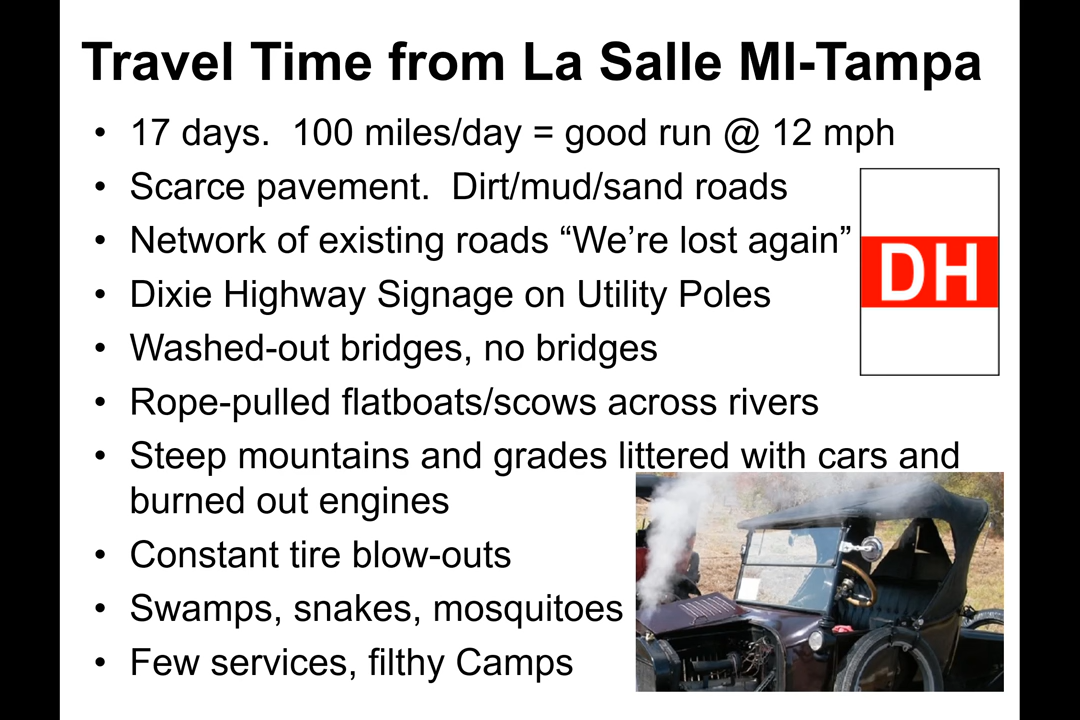 Travel Time from La Salle MI-Tampa
• 17 days.  100 miles/day = good run @ 12 mph
• Scarce pavement.  Dirt/mud/sand roads
• Network of existing roads “We’re lost again”
DH
• Dixie Highway Signage on Utility Poles
• Washed-out bridges, no bridges
• Rope-pulled flatboats/scows across rivers
• Steep mountains and grades littered with cars and
burned out engines
• Constant tire blow-outs
• Swamps, snakes, mosquitoes
• Few services, filthy Camps